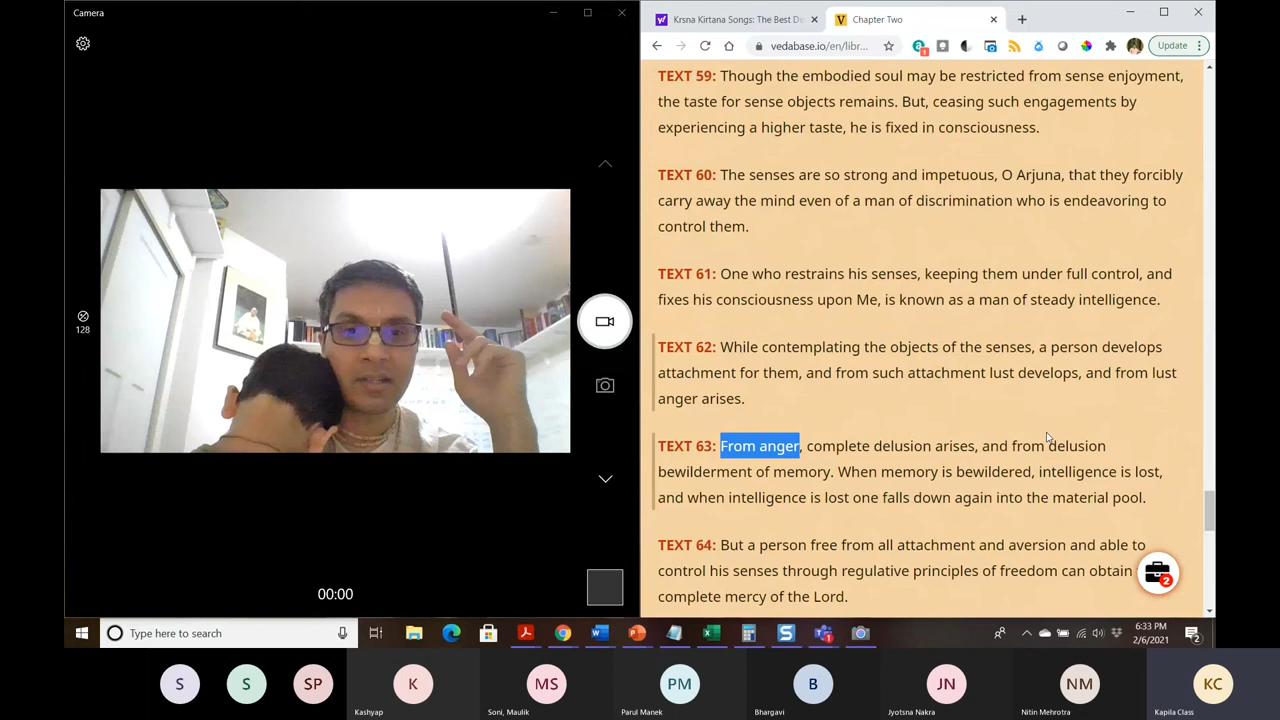 Camera
128
00:00
Krsna Kirtana Songs: The Best De
Chapter Two
vedabase.io/en/libr...
Update
TEXT 59: Though the embodied soul may be restricted from sense enjoyment,
the taste for sense objects remains. But, ceasing such engagements by
experiencing a higher taste, he is fixed in consciousness.
TEXT 60: The senses are so strong and impetuous, O Arjuna, that they forcibly
carry away the mind even of a man of discrimination who is endeavoring to
control them.
TEXT 61: One who restrains his senses, keeping them under full control, and
fixes his consciousness upon Me, is known as a man of steady intelligence.
TEXT 62: While contemplating the objects of the senses, a person develops
attachment for them, and from such attachment lust develops, and from lust
anger arises.
TEXT 63: From anger, complete delusion arises, and from delusion
bewilderment of memory. When memory is bewildered, intelligence is lost,
and when intelligence is lost one falls down again into the material pool.
TEXT 64: But a person free from all attachment and aversion and able to
control his senses through regulative principles of freedom can obtain
complete mercy of the Lord.
2
Type here to search
6:33 PM
2/6/2021
2
S
S
SP
K
MS
PM
B
JN
NM
KC
Kashyap
Soni, Maulik
Parul Manek
Bhargavi
Jyotsna Nakra
Nitin Mehrotra
Kapila Class